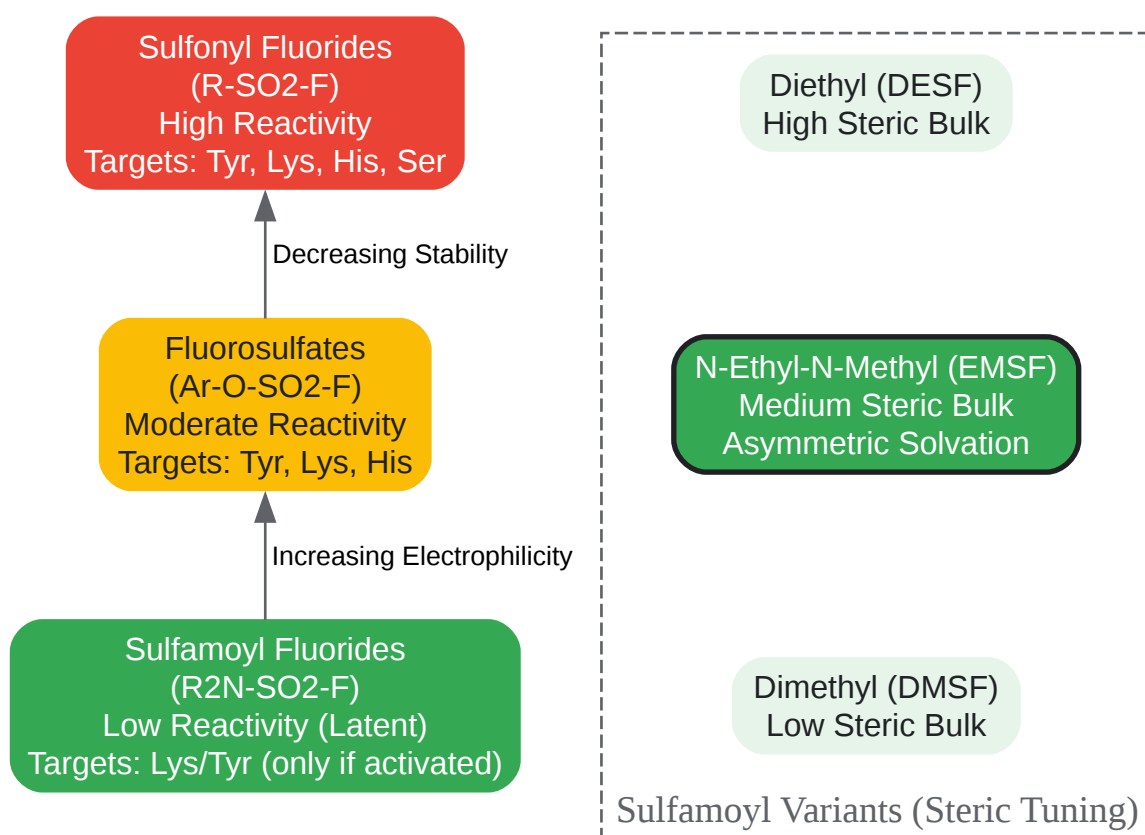 Sulfonyl Fluorides
(R-SO2-F)
High Reactivity
Targets: Tyr, Lys, His, Ser
Decreasing Stability
Fluorosulfates
(Ar-O-SO2-F)
Moderate Reactivity
Targets: Tyr, Lys, His
Increasing Electrophilicity
Sulfamoyl Fluorides
(R2N-SO2-F)
Low Reactivity (Latent)
Targets: Lys/Tyr (only if activated)
Diethyl (DESF)
High Steric Bulk
N-Ethyl-N-Methyl (EMSF)
Medium Steric Bulk
Asymmetric Solvation
Dimethyl (DMSF)
Low Steric Bulk
Sulfamoyl Variants (Steric Tuning)